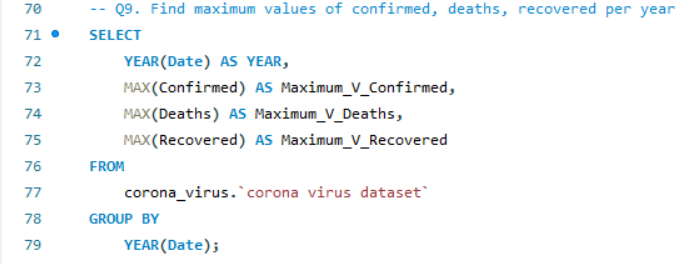 70 -- Q9. Find maximum values of confirmed, deaths, recovered per year
71 SELECT
72 YEAR(Date) AS YEAR,
73 MAX(Confirmed) AS Maximum_V_Confirmed,
74 MAX(Deaths) AS Maximum_V_Deaths,
75 MAX(Recovered) AS Maximum_V_Recovered
76 FROM
77 corona_virus.`corona virus dataset`
78 GROUP BY
79 YEAR(Date);